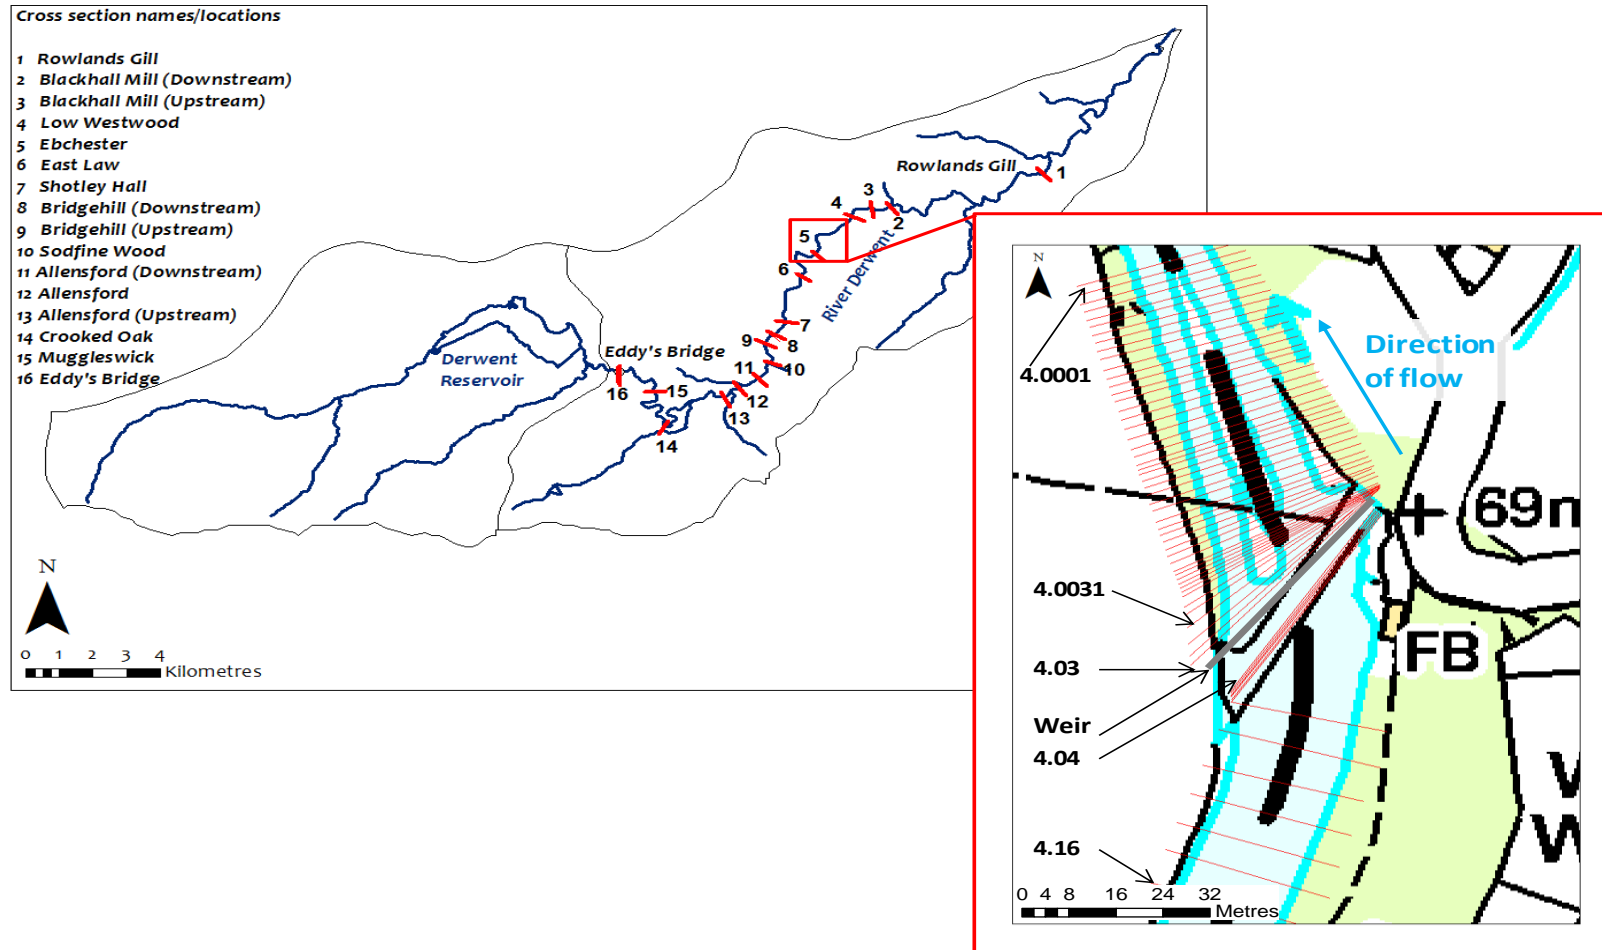 Cross section names/locations
1 Rowlands Gill
2 Blackhall Mill (Downstream)
3 Blackhall Mill (Upstream)
4 Low Westwood
5 Ebchester
6 East Law
7 Shotley Hall
8 Bridgehill (Downstream)
9 Bridgehill (Upstream)
10 Sodfine Wood
11 Allensford (Downstream)
12 Allensford
13 Allensford (Upstream)
14 Crooked Oak
15 Muggleswick
16 Eddy's Bridge
Rowlands Gill
1
2
3
4
5
6
River Derwent
7
8
9
10
11
12
13
14
15
16
Eddy's Bridge
Derwent
Reservoir
N
0 1 2 3 4
Kilometres
N
Direction
of flow
4.0001
69m
4.0031
FB
4.03
Weir
4.04
4.16
0 4 8 16 24 32
Metres